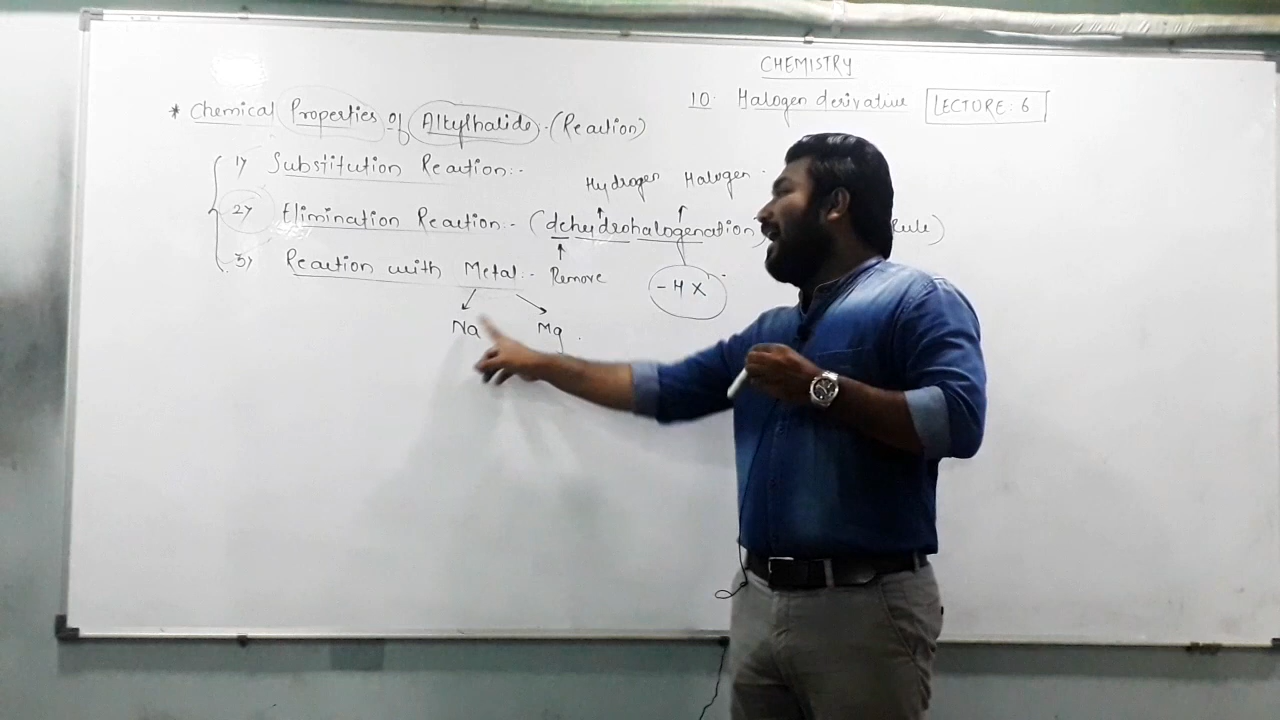 CHEMISTRY
10. Halogen derivative LECTURE: 6
* Chemical Properties of Alkylhalide. (Reaction)
1) Substitution Reaction:-
Hydrogen Halogen
2) Elimination Reaction:- (dehydrohalogenation) Rule)
3) Reaction with Metal:- Remove - H X
Na Mg.